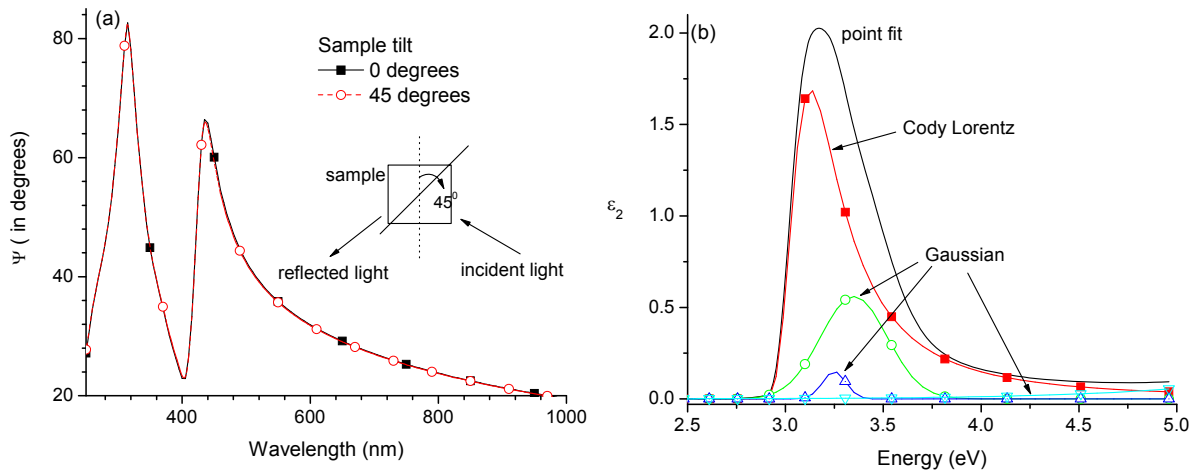 (a)
Sample tilt
0 degrees
45 degrees
sample
45⁰
reflected light
incident light
Ψ ( in degrees)
80
60
40
20
400
600
800
1000
Wavelength (nm)
(b)
point fit
Cody Lorentz
Gaussian
ε₂
2.0
1.5
1.0
0.5
0.0
2.5
3.0
3.5
4.0
4.5
5.0
Energy (eV)